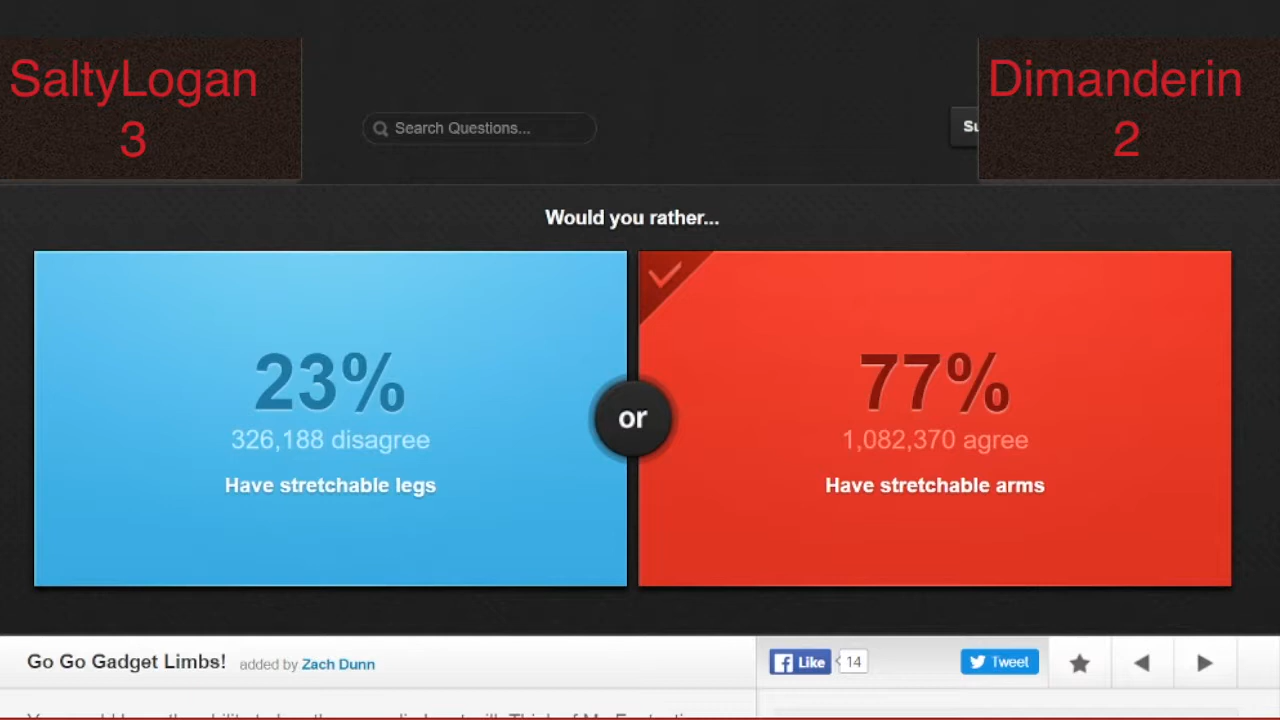 SaltyLogan
3
Search Questions...
Dimanderin
2
Would you rather...
23%
326,188 disagree
Have stretchable legs
or
77%
1,082,370 agree
Have stretchable arms
Go Go Gadget Limbs! added by Zach Dunn
Like 14
Tweet